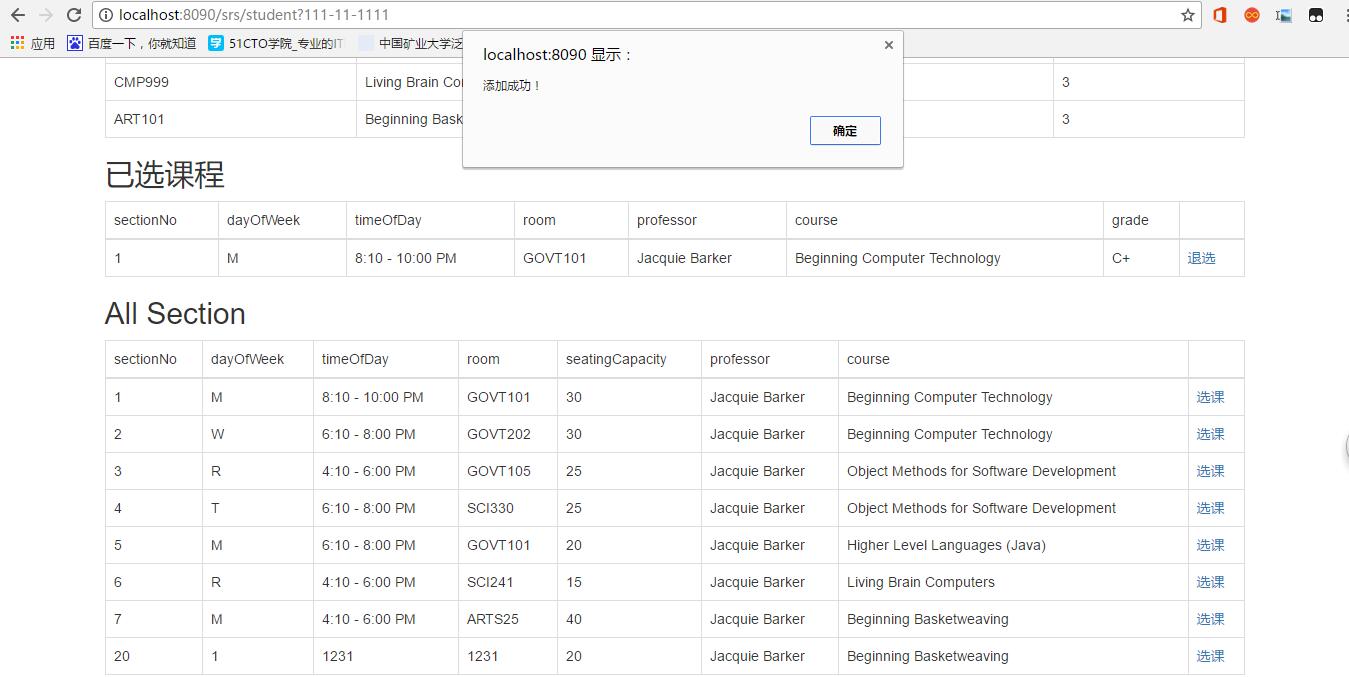 localhost:8090/srs/student?111-11-1111
应用 百度一下，你就知道 51CTO学院_专业的IT 中国矿业大学泛
localhost:8090 显示：
添加成功！
确定
CMP999 Living Brain Co 3
ART101 Beginning Bask 3
已选课程
sectionNo dayOfWeek timeOfDay room professor course grade
1 M 8:10 - 10:00 PM GOVT101 Jacquie Barker Beginning Computer Technology C+ 退选
All Section
sectionNo dayOfWeek timeOfDay room seatingCapacity professor course
1 M 8:10 - 10:00 PM GOVT101 30 Jacquie Barker Beginning Computer Technology 选课
2 W 6:10 - 8:00 PM GOVT202 30 Jacquie Barker Beginning Computer Technology 选课
3 R 4:10 - 6:00 PM GOVT105 25 Jacquie Barker Object Methods for Software Development 选课
4 T 6:10 - 8:00 PM SCI330 25 Jacquie Barker Object Methods for Software Development 选课
5 M 6:10 - 8:00 PM GOVT101 20 Jacquie Barker Higher Level Languages (Java) 选课
6 R 4:10 - 6:00 PM SCI241 15 Jacquie Barker Living Brain Computers 选课
7 M 4:10 - 6:00 PM ARTS25 40 Jacquie Barker Beginning Basketweaving 选课
20 1 1231 1231 20 Jacquie Barker Beginning Basketweaving 选课